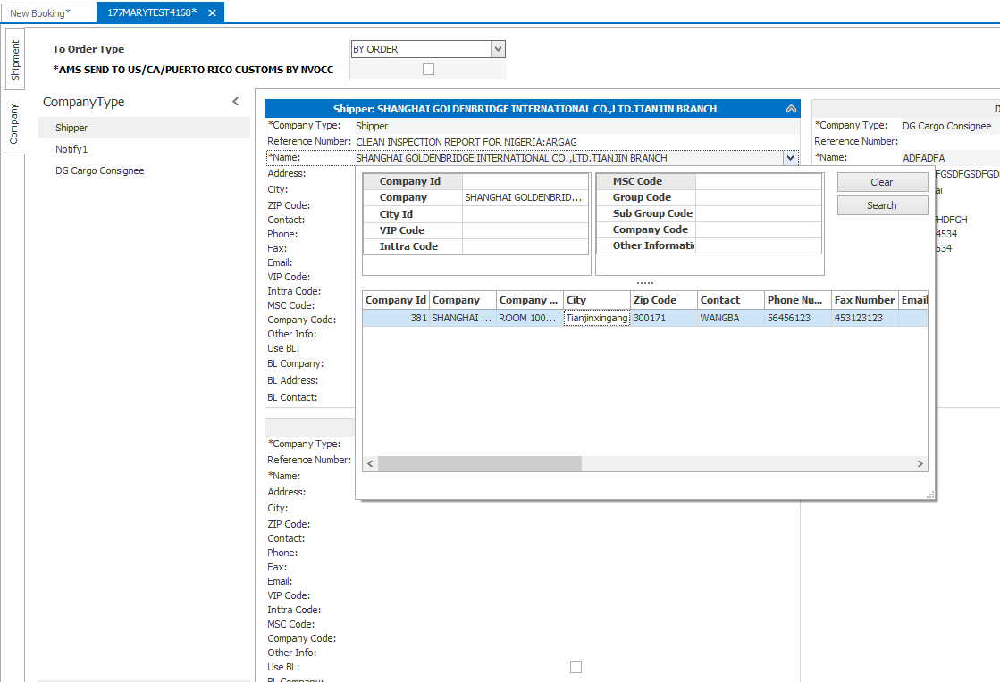 New Booking*
177MARYTEST4168*
Shipment
Company
To Order Type
BY ORDER
*AMS SEND TO US/CA/PUERTO RICO CUSTOMS BY NVOCC
CompanyType
Shipper
Notify1
DG Cargo Consignee
Shipper: SHANGHAI GOLDENBRIDGE INTERNATIONAL CO.,LTD.TIANJIN BRANCH
*Company Type: Shipper
Reference Number: CLEAN INSPECTION REPORT FOR NIGERIA:ARGAG
*Name: SHANGHAI GOLDENBRIDGE INTERNATIONAL CO.,LTD.TIANJIN BRANCH
Address:
City:
ZIP Code:
Contact:
Phone:
Fax:
Email:
VIP Code:
Inttra Code:
MSC Code:
Company Code:
Other Info:
Use BL:
BL Company:
BL Address:
BL Contact:
D
*Company Type: DG Cargo Consignee
Reference Number:
*Name: ADFADFA
FGSDFGSDFGD
ai
HDFGH
4534
534
Company Id
Company SHANGHAI GOLDENBRID...
City Id
VIP Code
Inttra Code
MSC Code
Group Code
Sub Group Code
Company Code
Other Informati
Clear
Search
Company Id Company Company ... City Zip Code Contact Phone Nu... Fax Number Email
381 SHANGHAI ... ROOM 100... Tianjinxingang 300171 WANGBA 56456123 453123123
*Company Type:
Reference Number:
*Name:
Address:
City:
ZIP Code:
Contact:
Phone:
Fax:
Email:
VIP Code:
Inttra Code:
MSC Code:
Company Code:
Other Info:
Use BL:
BL Company: